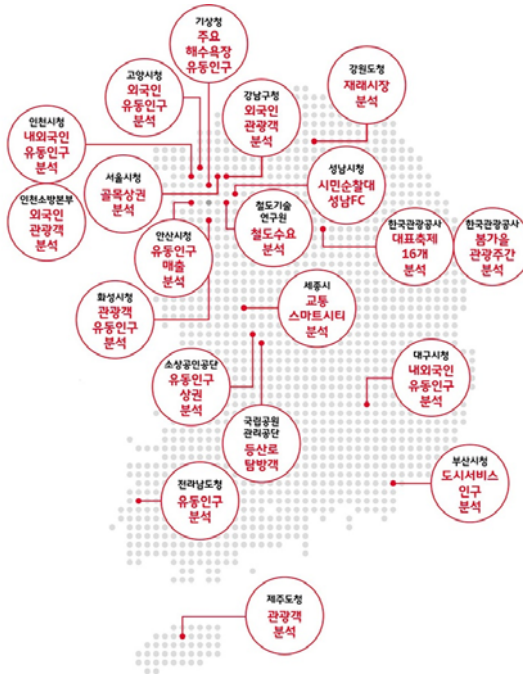 기상청
주요
해수욕장
유동인구
고양시청
외국인
유동인구
분석
강남구청
외국인
관광객
분석
강원도청
재래시장
분석
인천시청
내외국인
유동인구
분석
서울시청
골목상권
분석
성남시청
시민순찰대
성남FC
인천소방본부
외국인
관광객
분석
안산시청
유동인구
매출
분석
철도기술
연구원
철도수요
분석
한국관광공사
대표축제
16개
분석
한국관광공사
봄가을
관광주간
분석
화성시청
관광객
유동인구
분석
세종시
교통
스마트시티
분석
소상공인공단
유동인구
상권
분석
국립공원
관리공단
등산로
탐방객
대구시청
내외국인
유동인구
분석
전라남도청
유동인구
분석
부산시청
도시서비스
인구
분석
제주도청
관광객
분석